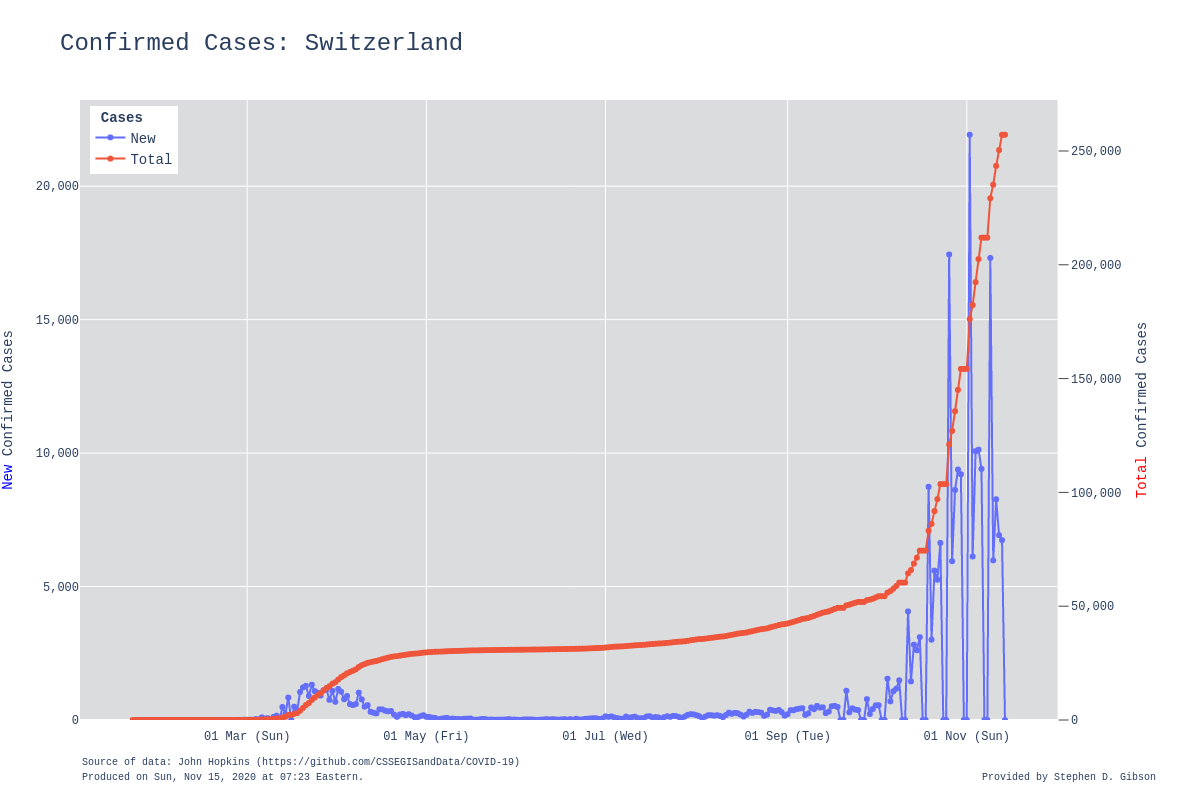 Confirmed Cases: Switzerland
Cases
New
Total
20,000
15,000
10,000
5,000
0
250,000
200,000
150,000
100,000
50,000
0
New Confirmed Cases
Total Confirmed Cases
01 Mar (Sun)
01 May (Fri)
01 Jul (Wed)
01 Sep (Tue)
01 Nov (Sun)
Source of data: John Hopkins (https://github.com/CSSEGISandData/COVID-19)
Produced on Sun, Nov 15, 2020 at 07:23 Eastern.
Provided by Stephen D. Gibson